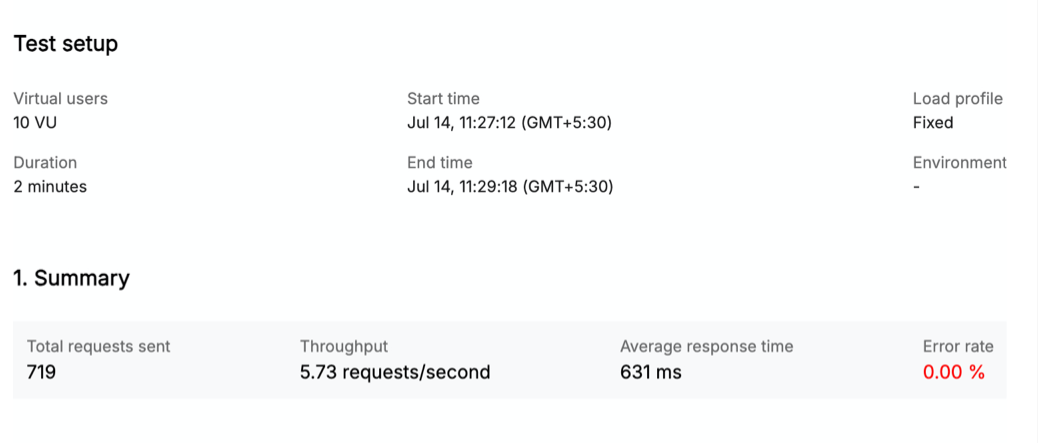 Test setup
Virtual users
10 VU
Start time
Jul 14, 11:27:12 (GMT+5:30)
Load profile
Fixed
Duration
2 minutes
End time
Jul 14, 11:29:18 (GMT+5:30)
Environment
-
1. Summary
Total requests sent
719
Throughput
5.73 requests/second
Average response time
631 ms
Error rate
0.00 %